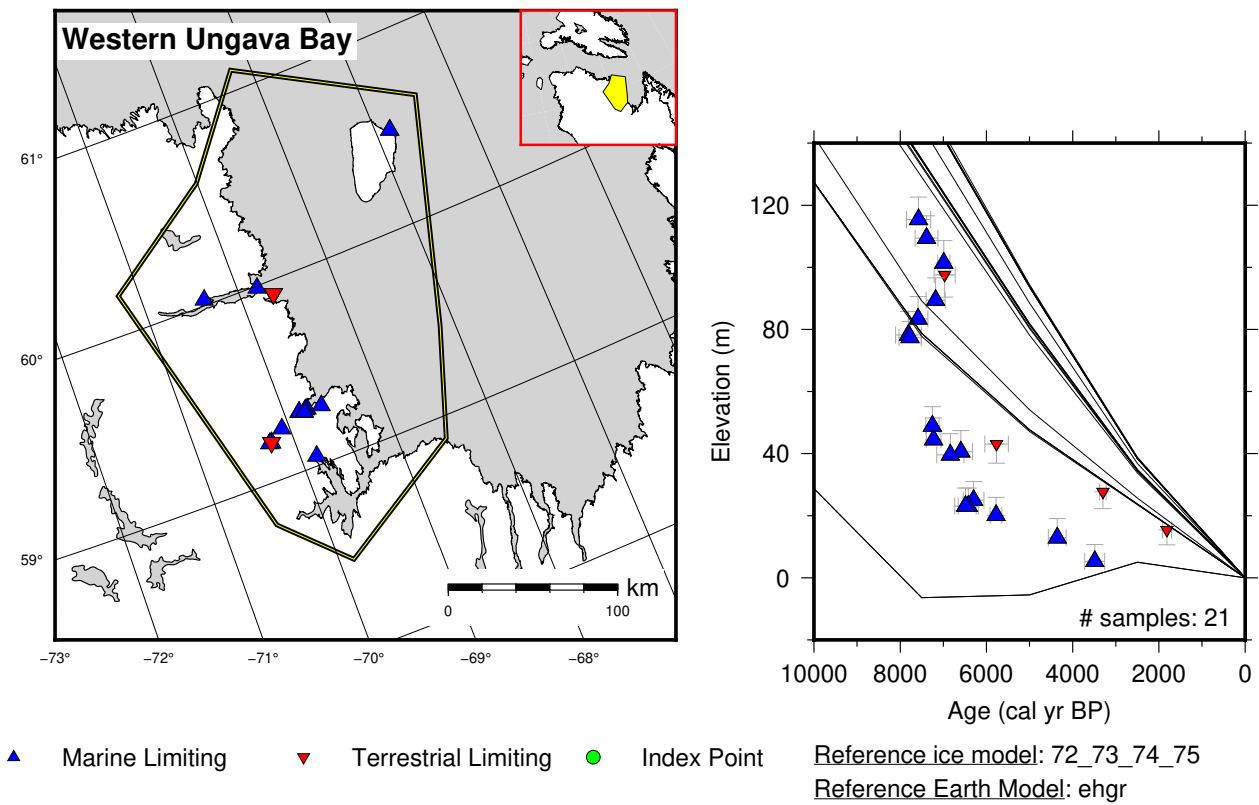 Western Ungava Bay
61°
60°
59°
−73°
−72°
−71°
−70°
−69°
−68°
km
0
100
120
80
40
0
Elevation (m)
# samples: 21
10000
8000
6000
4000
2000
0
Age (cal yr BP)
Marine Limiting
Terrestrial Limiting
Index Point
Reference ice model: 72_73_74_75
Reference Earth Model: ehgr